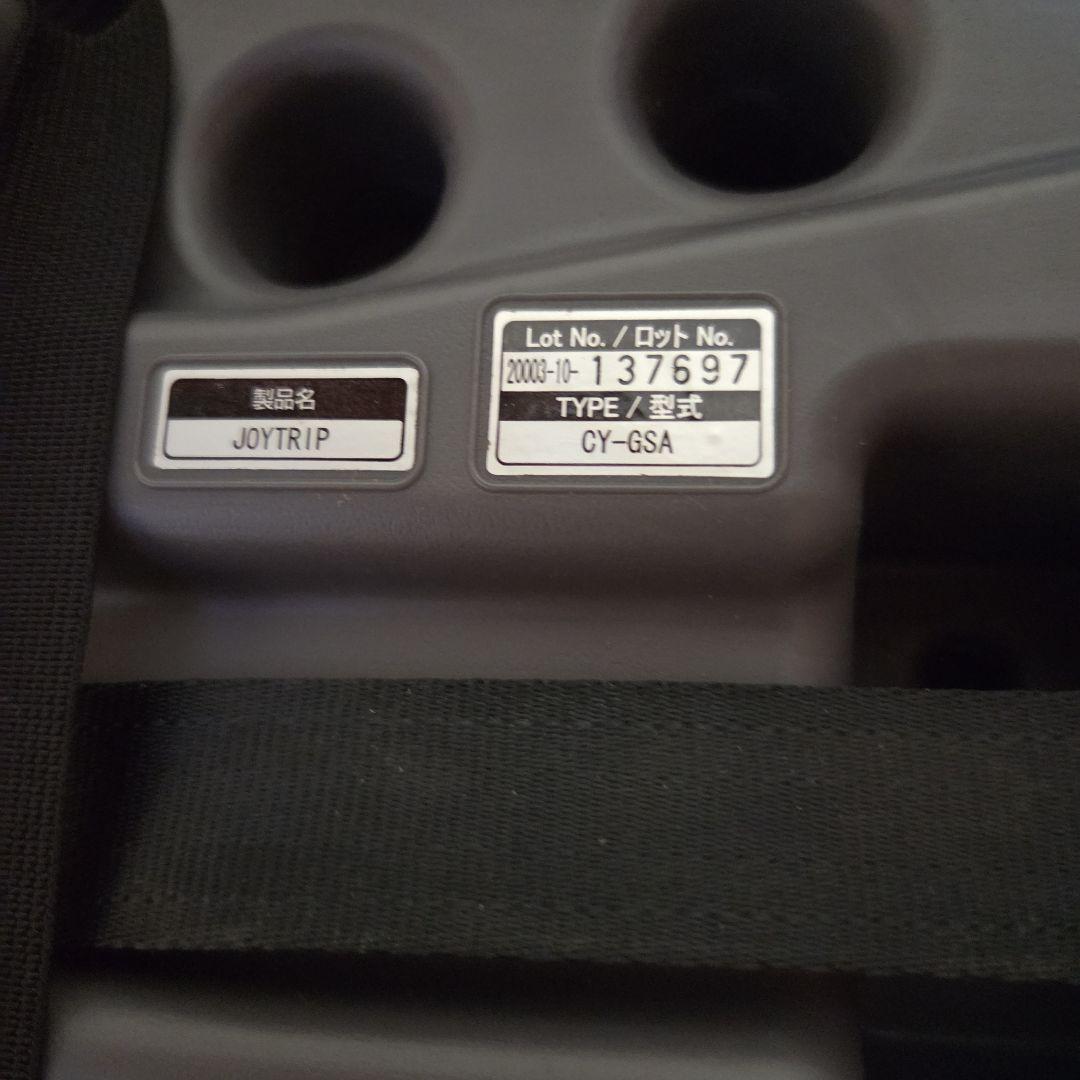 製品名
JOYTRIP
Lot No. / ロット No.
20003-10- 137697
TYPE / 型式
CY-GSA